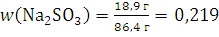 w(Na₂SO₃) = 18,9 г / 86,4 г = 0,219